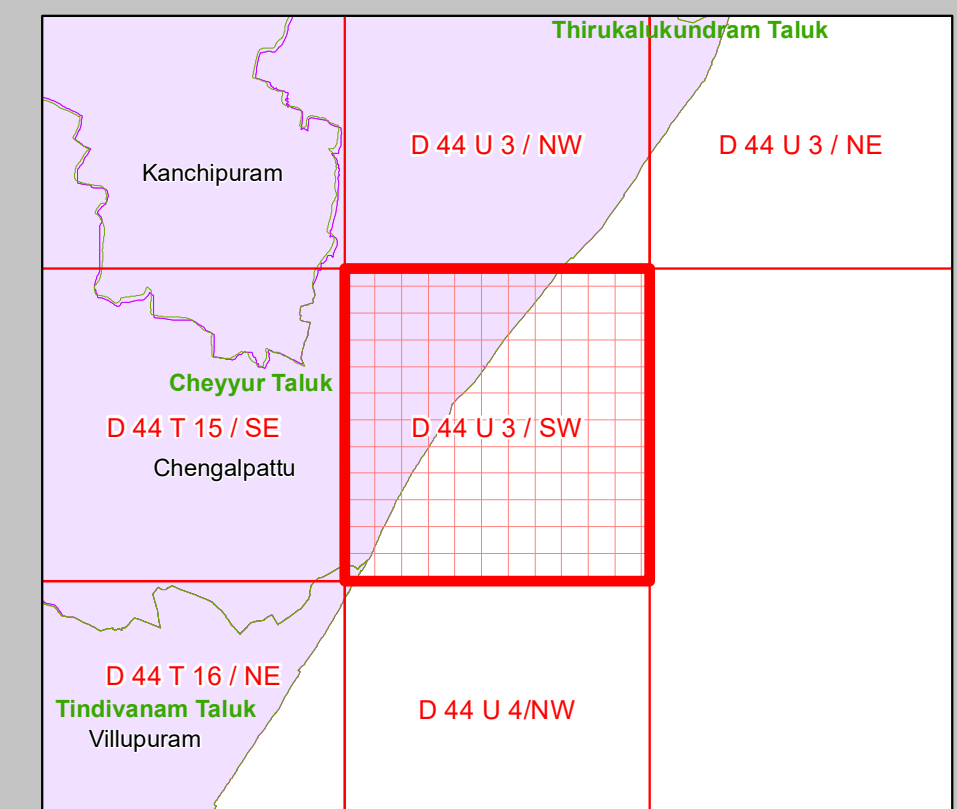 Thirukalukundram Taluk
D 44 U 3 / NW
D 44 U 3 / NE
Kanchipuram
Cheyyur Taluk
D 44 T 15 / SE
D 44 U 3 / SW
Chengalpattu
D 44 T 16 / NE
Tindivanam Taluk
D 44 U 4/NW
Villupuram